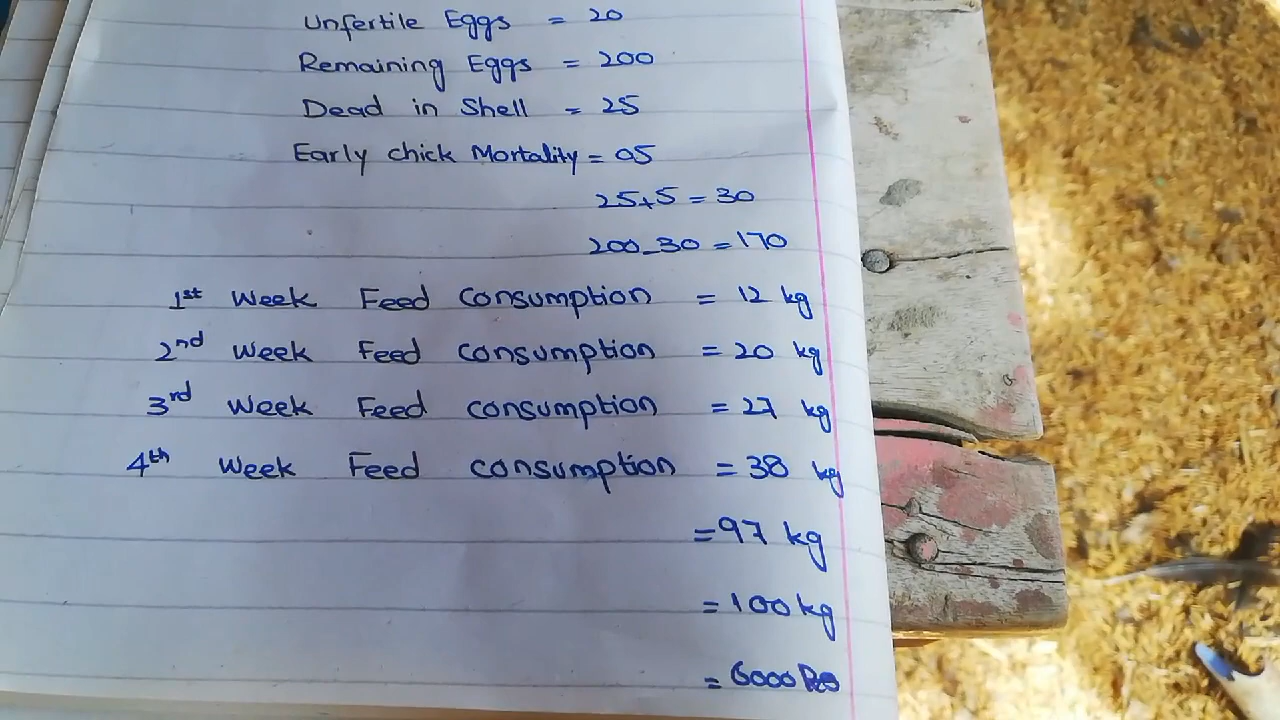 Unfertile Eggs = 20
Remaining Eggs = 200
Dead in Shell = 25
Early chick Mortality = 05
25+5 = 30
200-30 = 170
1st Week Feed Consumption = 12 kg
2nd Week Feed Consumption = 20 kg
3rd Week Feed Consumption = 27 kg
4th Week Feed Consumption = 38 kg
= 97 kg
= 100 kg
= 6000